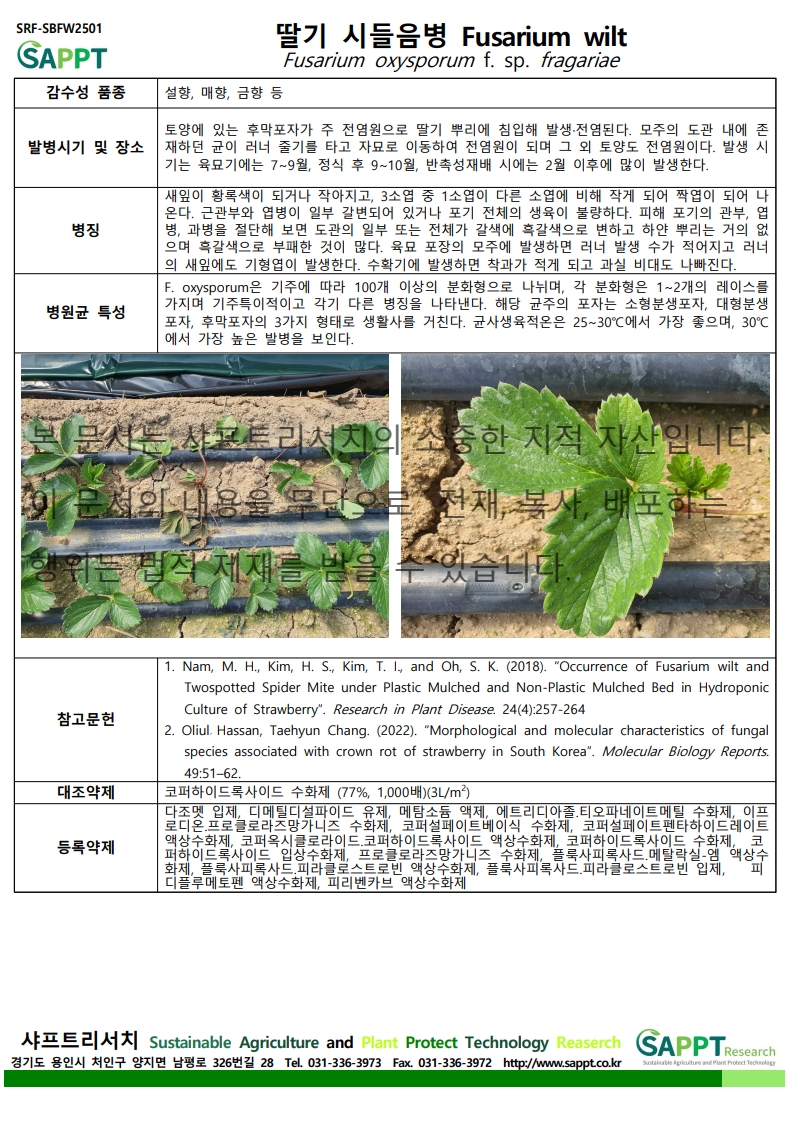 SRF-SBFW2501
SAPPT
딸기 시들음병 Fusarium wilt
Fusarium oxysporum f. sp. fragariae
감수성 품종
설향, 매향, 금향 등
발병시기 및 장소
토양에 있는 후막포자가 주 전염원으로 딸기 뿌리에 침입해 발생·전염된다. 모주의 도관 내에 존
재하던 균이 러너 줄기를 타고 자묘로 이동하여 전염원이 되며 그 외 토양도 전염원이다. 발생 시
기는 육묘기에는 7~9월, 정식 후 9~10월, 반촉성재배 시에는 2월 이후에 많이 발생한다.
병징
새잎이 황록색이 되거나 작아지고, 3소엽 중 1소엽이 다른 소엽에 비해 작게 되어 짝엽이 되어 나
온다. 근관부와 엽병이 일부 갈변되어 있거나 포기 전체의 생육이 불량하다. 피해 포기의 관부, 엽
병, 과병을 절단해 보면 도관의 일부 또는 전체가 갈색에 흑갈색으로 변하고 하얀 뿌리는 거의 없
으며 흑갈색으로 부패한 것이 많다. 육묘 포장의 모주에 발생하면 러너 발생 수가 적어지고 러너
의 새잎에도 기형엽이 발생한다. 수확기에 발생하면 착과가 적게 되고 과실 비대도 나빠진다.
병원균 특성
F. oxysporum은 기주에 따라 100개 이상의 분화형으로 나뉘며, 각 분화형은 1~2개의 레이스를
가지며 기주특이적이고 각기 다른 병징을 나타낸다. 해당 균주의 포자는 소형분생포자, 대형분생
포자, 후막포자의 3가지 형태로 생활사를 거친다. 균사생육적온은 25~30℃에서 가장 좋으며, 30℃
에서 가장 높은 발병을 보인다.
본 문서는 샤프트리서치의 소중한 지적 자산입니다.
이 문서의 내용을 무단으로 전재, 복사, 배포하는
행위는 법적 제재를 받을 수 있습니다.
참고문헌
1. Nam, M. H., Kim, H. S., Kim, T. I., and Oh, S. K. (2018). "Occurrence of Fusarium wilt and
Twospotted Spider Mite under Plastic Mulched and Non-Plastic Mulched Bed in Hydroponic
Culture of Strawberry". Research in Plant Disease. 24(4):257-264
2. Oliul Hassan, Taehyun Chang. (2022). "Morphological and molecular characteristics of fungal
species associated with crown rot of strawberry in South Korea". Molecular Biology Reports.
49:51–62.
대조약제
코퍼하이드록사이드 수화제 (77%, 1,000배)(3L/m²)
등록약제
다조멧 입제, 디메틸디설파이드 유제, 메탐소듐 액제, 에트리디아졸.티오파네이트메틸 수화제, 이프
로디온.프로클로라즈망가니즈 수화제, 코퍼설페이트베이식 수화제, 코퍼설페이트펜타하이드레이트
액상수화제, 코퍼옥시클로라이드.코퍼하이드록사이드 액상수화제, 코퍼하이드록사이드 수화제, 코
퍼하이드록사이드 입상수화제, 프로클로라즈망가니즈 수화제, 플룩사피록사드.메탈락실-엠 액상수
화제, 플룩사피록사드.피라클로스트로빈 액상수화제, 플룩사피록사드.피라클로스트로빈 입제, 피
디플루메토펜 액상수화제, 피리벤카브 액상수화제
샤프트리서치 Sustainable Agriculture and Plant Protect Technology Reaserch
경기도 용인시 처인구 양지면 남평로 326번길 28 Tel. 031-336-3973 Fax. 031-336-3972 http://www.sappt.co.kr
SAPPT Research
Sustainable Agriculture and Plant Protect Technology